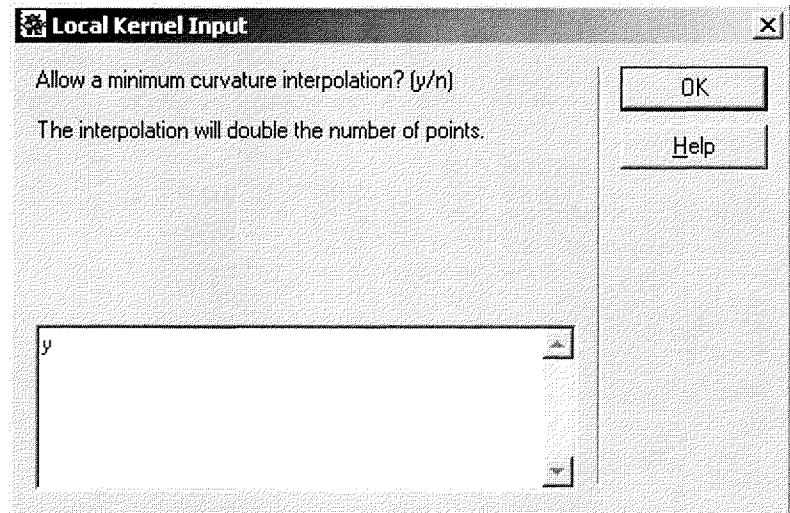 Local Kernel Input
Allow a minimum curvature interpolation? (y/n)
The interpolation will double the number of points.
OK
Help
y